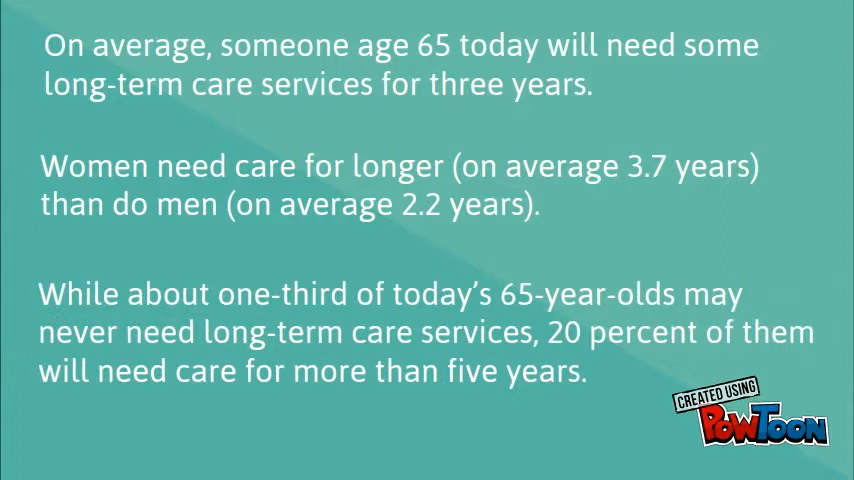 On average, someone age 65 today will need some
long-term care services for three years.
Women need care for longer (on average 3.7 years)
than do men (on average 2.2 years).
While about one-third of today's 65-year-olds may
never need long-term care services, 20 percent of them
will need care for more than five years.
CREATED USING
POWTOON